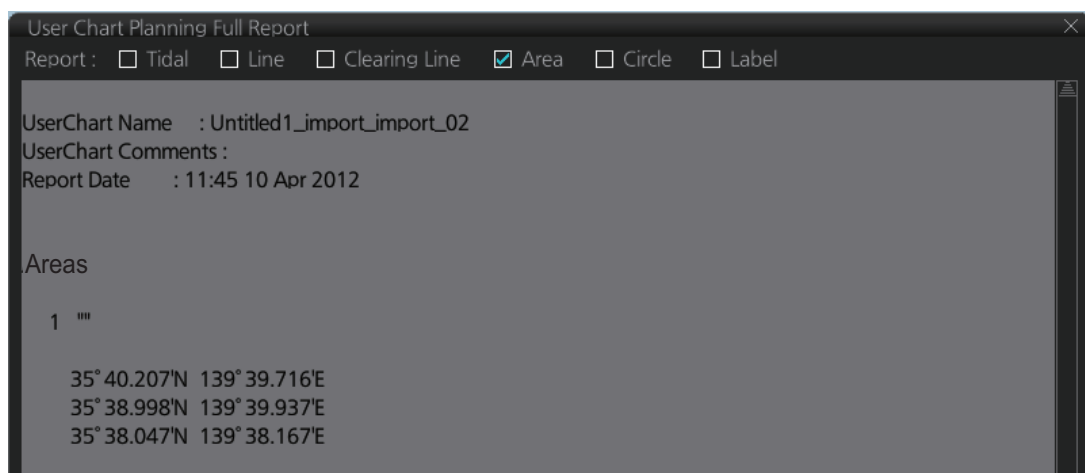 User Chart Planning Full Report
Report : Tidal Line Clearing Line Area Circle Label
UserChart Name : Untitled1_import_import_02
UserChart Comments :
Report Date : 11:45 10 Apr 2012
Areas
1 ""
35°40.207'N 139°39.716'E
35°38.998'N 139°39.937'E
35°38.047'N 139°38.167'E